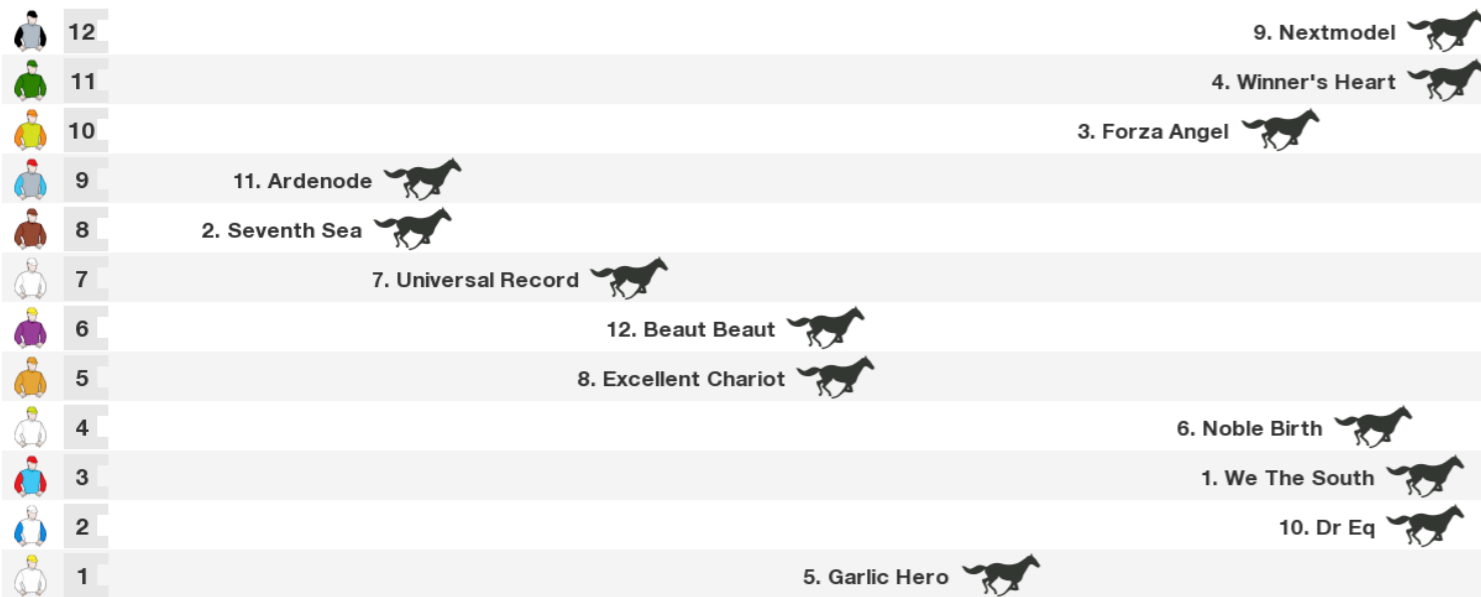 12 9. Nextmodel
11 4. Winner's Heart
10 3. Forza Angel
9 11. Ardenode
8 2. Seventh Sea
7 7. Universal Record
6 12. Beaut Beaut
5 8. Excellent Chariot
4 6. Noble Birth
3 1. We The South
2 10. Dr Eq
1 5. Garlic Hero